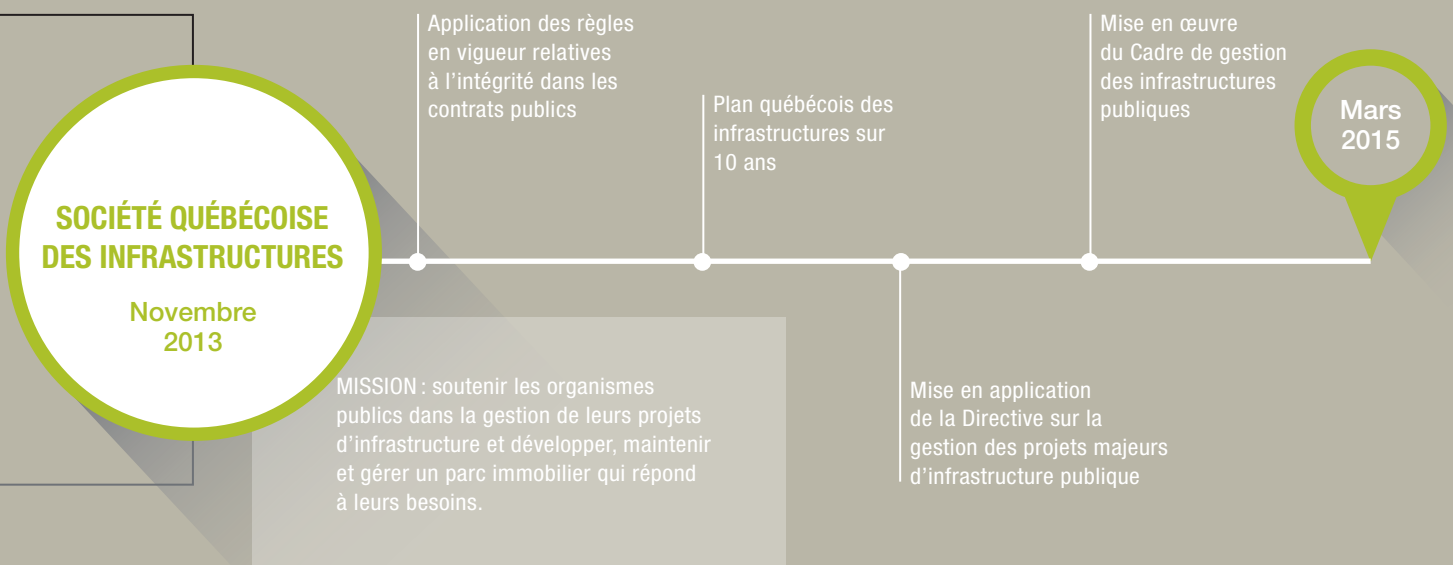 SOCIÉTÉ QUÉBÉCOISE
DES INFRASTRUCTURES
Novembre
2013
MISSION : soutenir les organismes
publics dans la gestion de leurs projets
d’infrastructure et développer, maintenir
et gérer un parc immobilier qui répond
à leurs besoins.
Application des règles
en vigueur relatives
à l’intégrité dans les
contrats publics
Plan québécois des
infrastructures sur
10 ans
Mise en application
de la Directive sur la
gestion des projets majeurs
d’infrastructure publique
Mise en œuvre
du Cadre de gestion
des infrastructures
publiques
Mars
2015